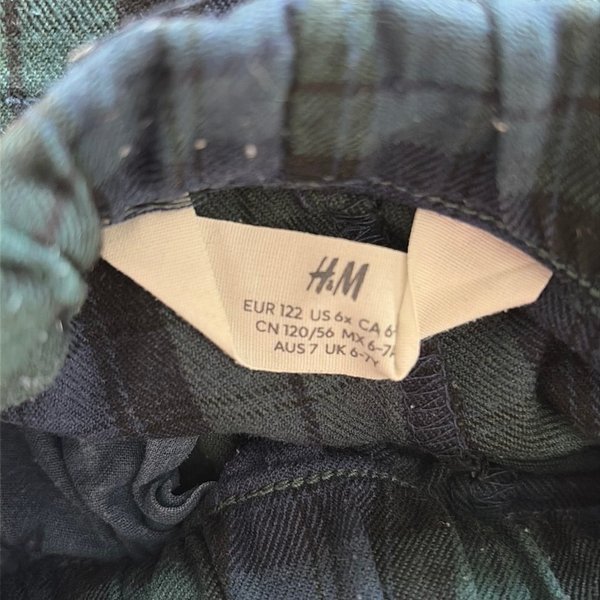 H&M
EUR 122 US 6x CA
CN 120/56 MX 6-7
AUS 7 UK 6-7Y